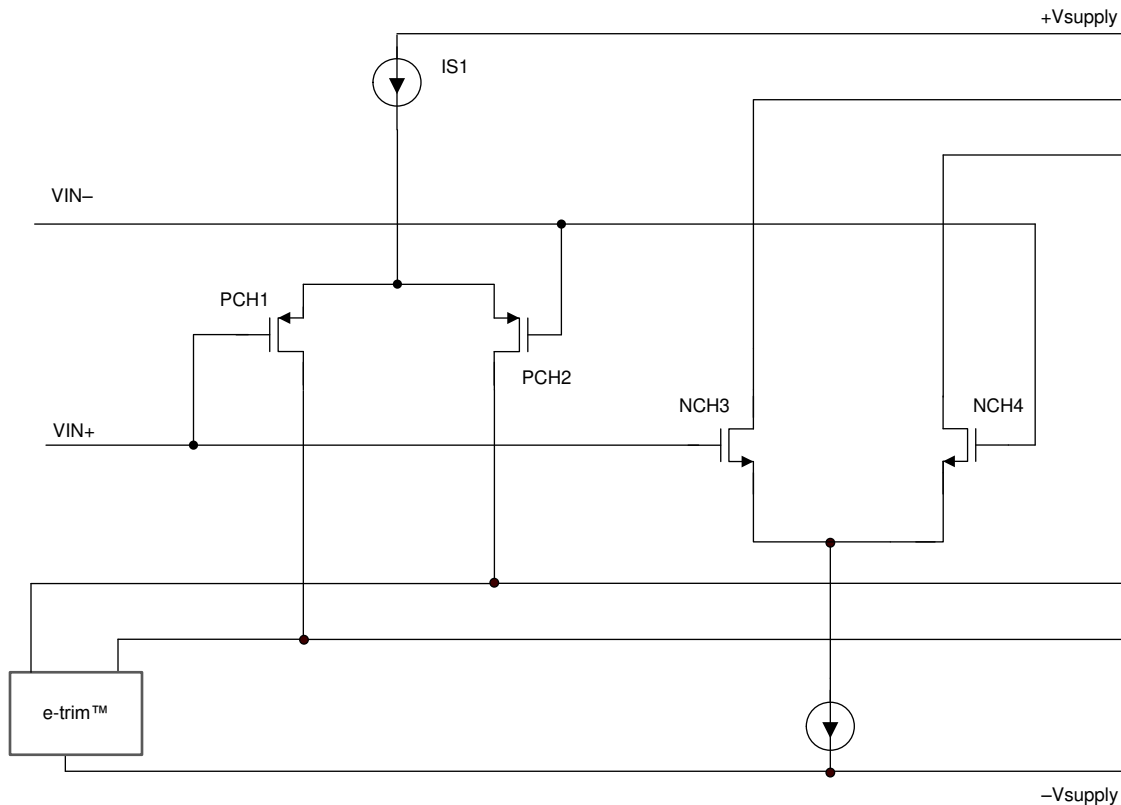 +Vsupply
IS1
VIN–
PCH1
PCH2
NCH3
NCH4
VIN+
e-trim™
–Vsupply